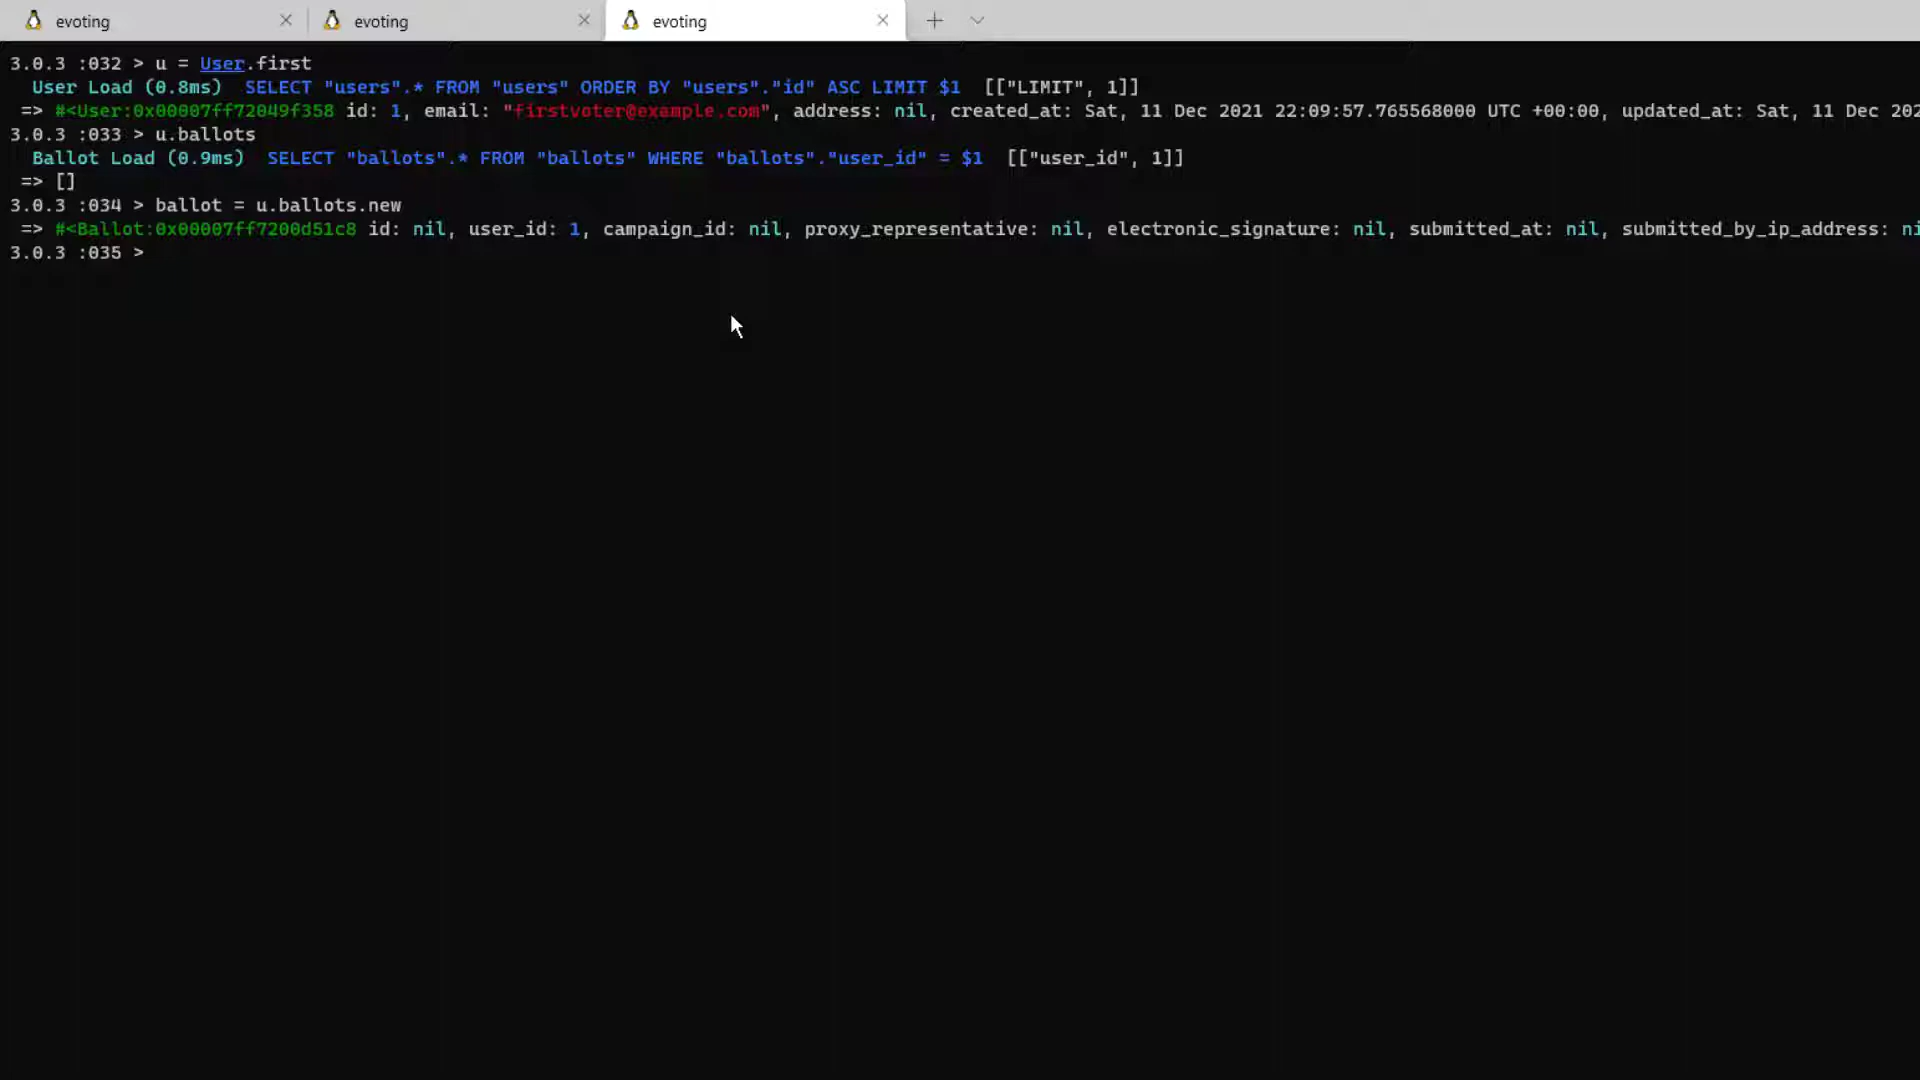 evoting
evoting
evoting
3.0.3 :032 > u = User.first
User Load (0.8ms)  SELECT "users".* FROM "users" ORDER BY "users"."id" ASC LIMIT $1  [["LIMIT", 1]]
=> #<User:0x00007ff72049f358 id: 1, email: "firstvoter@example.com", address: nil, created_at: Sat, 11 Dec 2021 22:09:57.765568000 UTC +00:00, updated_at: Sat, 11 Dec 202
3.0.3 :033 > u.ballots
Ballot Load (0.9ms)  SELECT "ballots".* FROM "ballots" WHERE "ballots"."user_id" = $1  [["user_id", 1]]
=> []
3.0.3 :034 > ballot = u.ballots.new
=> #<Ballot:0x00007ff7200d51c8 id: nil, user_id: 1, campaign_id: nil, proxy_representative: nil, electronic_signature: nil, submitted_at: nil, submitted_by_ip_address: ni
3.0.3 :035 >